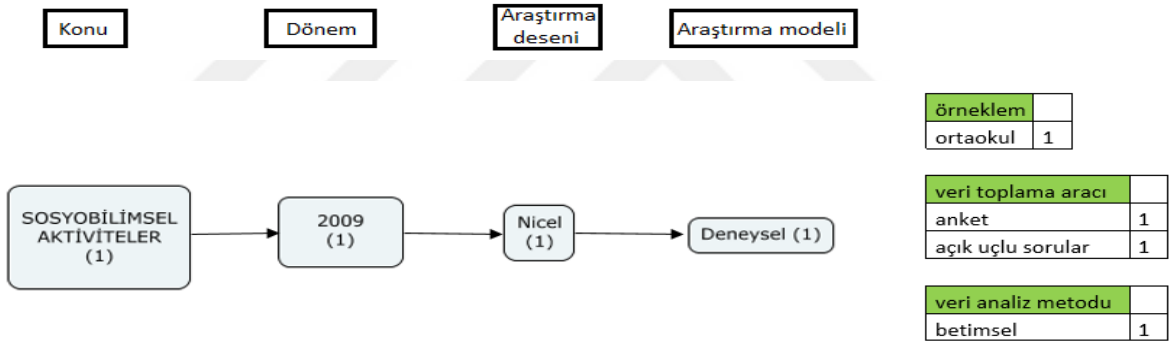 Konu
Dönem
Araştırma
deseni
Araştırma modeli
örneklem
ortaokul 1
SOSYOBİLİMSEL
AKTİVİTELER
(1)
2009
(1)
Nicel
(1)
Deneysel (1)
veri toplama aracı
anket 1
açık uçlu sorular 1
veri analiz metodu
betimsel 1